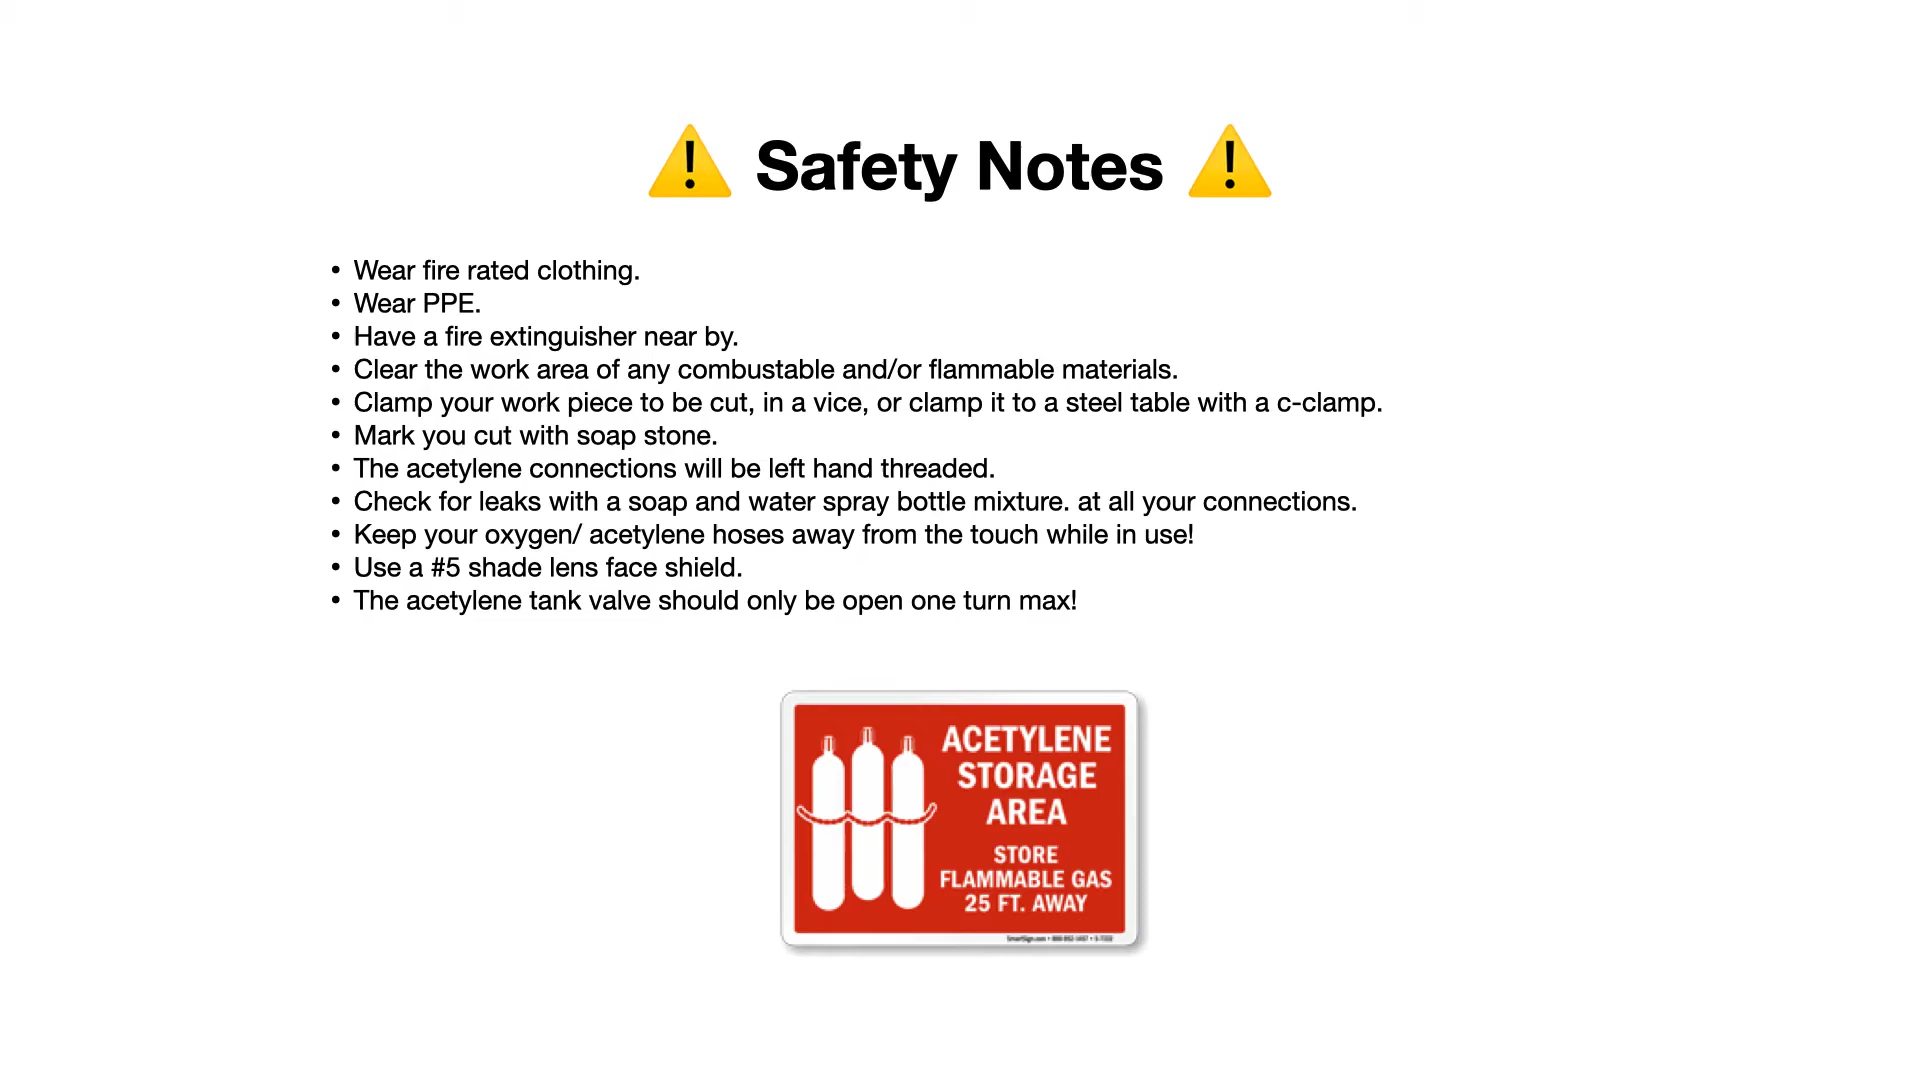 ⚠️ Safety Notes ⚠️
• Wear fire rated clothing.
• Wear PPE.
• Have a fire extinguisher near by.
• Clear the work area of any combustable and/or flammable materials.
• Clamp your work piece to be cut, in a vice, or clamp it to a steel table with a c-clamp.
• Mark you cut with soap stone.
• The acetylene connections will be left hand threaded.
• Check for leaks with a soap and water spray bottle mixture. at all your connections.
• Keep your oxygen/ acetylene hoses away from the touch while in use!
• Use a #5 shade lens face shield.
• The acetylene tank valve should only be open one turn max!
ACETYLENE
STORAGE
AREA
STORE
FLAMMABLE GAS
25 FT. AWAY